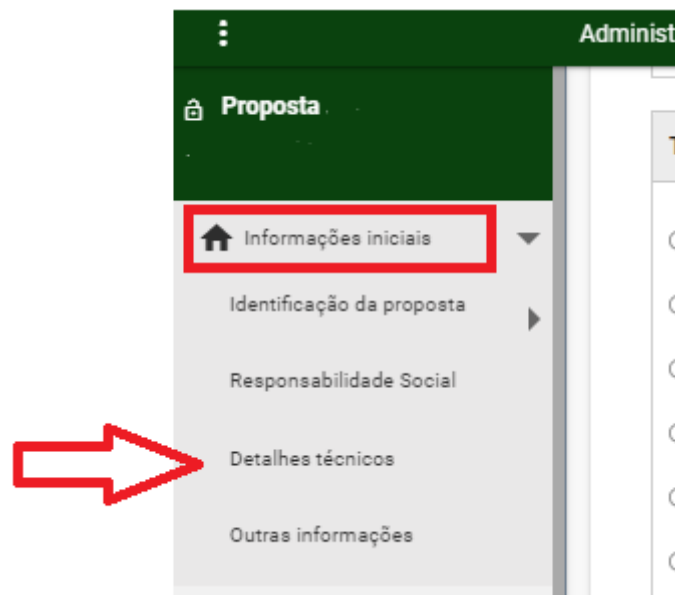 Administ
Proposta
Informações iniciais
Identificação da proposta
Responsabilidade Social
Detalhes técnicos
Outras informações